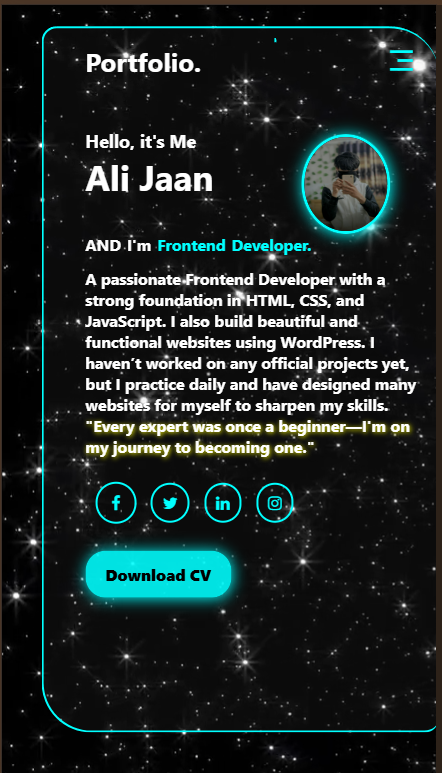 Portfolio.
Hello, it's Me
Ali Jaan
AND I'm Frontend Developer.
A passionate Frontend Developer with a
strong foundation in HTML, CSS, and
JavaScript. I also build beautiful and
functional websites using WordPress. I
haven't worked on any official projects yet,
but I practice daily and have designed many
websites for myself to sharpen my skills.
"Every expert was once a beginner—I'm on
my journey to becoming one."
Download CV